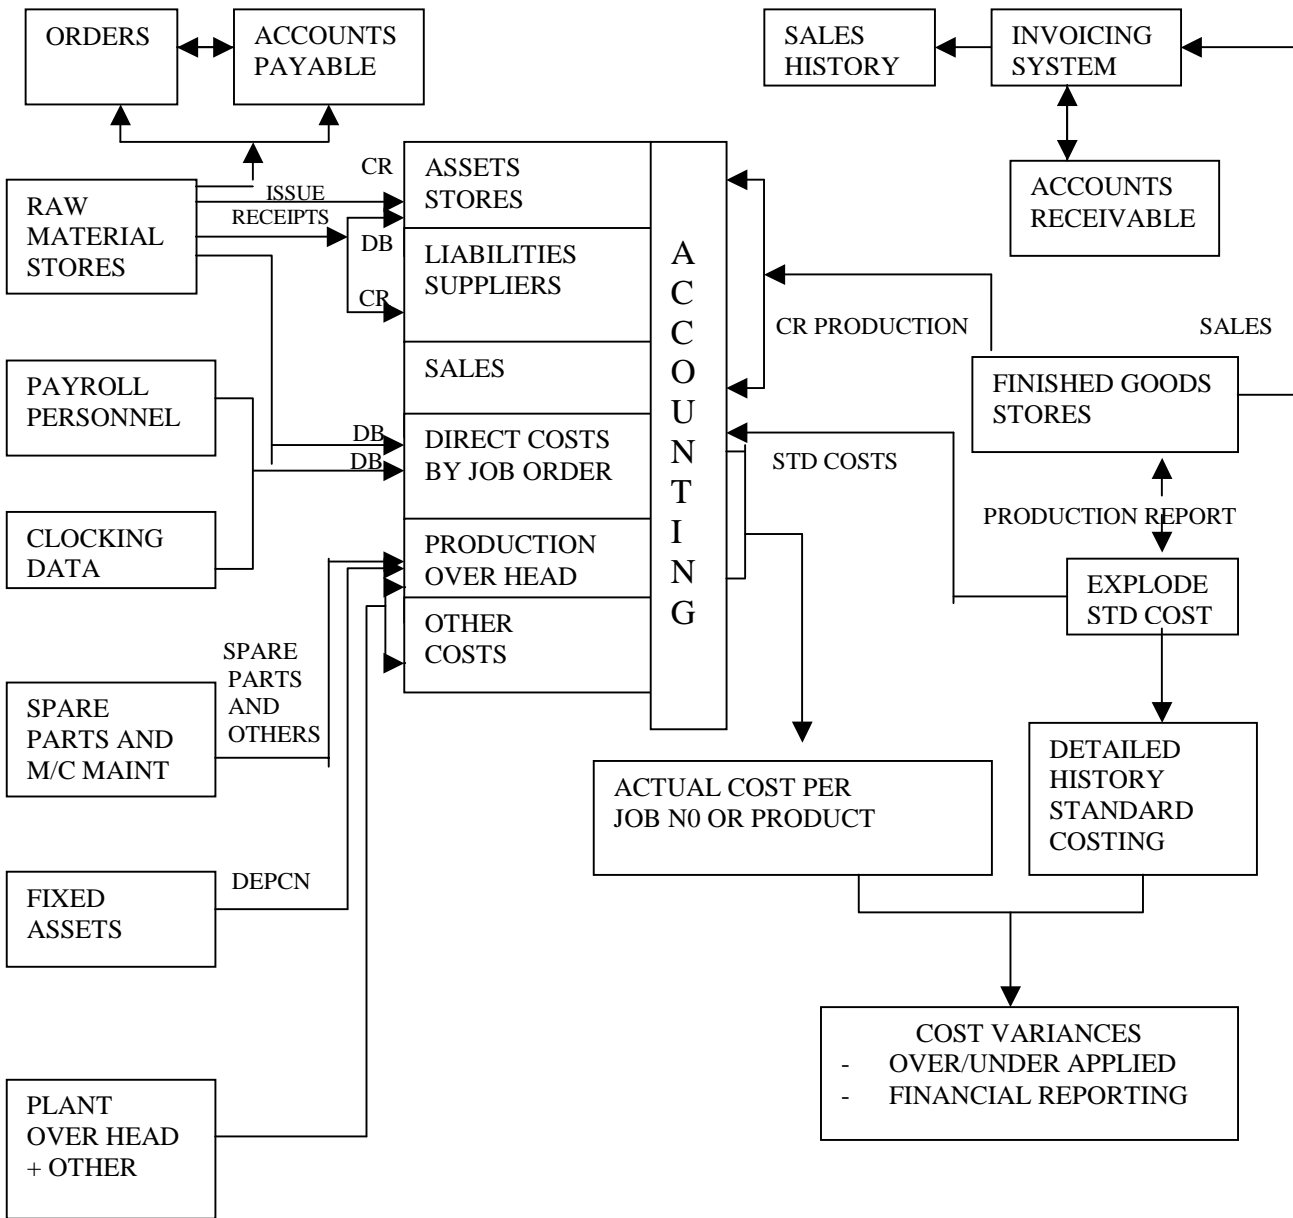 ORDERS
ACCOUNTS
PAYABLE
SALES
HISTORY
INVOICING
SYSTEM
ACCOUNTS
RECEIVABLE
RAW
MATERIAL
STORES
ISSUE
RECEIPTS
CR
DB
CR
ASSETS
STORES
LIABILITIES
SUPPLIERS
SALES
DIRECT COSTS
BY JOB ORDER
PRODUCTION
OVER HEAD
OTHER
COSTS
A
C
C
O
U
N
T
I
N
G
CR PRODUCTION
SALES
FINISHED GOODS
STORES
PAYROLL
PERSONNEL
DB
DB
STD COSTS
PRODUCTION REPORT
CLOCKING
DATA
EXPLODE
STD COST
SPARE
PARTS
AND
OTHERS
SPARE
PARTS AND
M/C MAINT
ACTUAL COST PER
JOB N0 OR PRODUCT
DETAILED
HISTORY
STANDARD
COSTING
DEPCN
FIXED
ASSETS
COST VARIANCES
- OVER/UNDER APPLIED
- FINANCIAL REPORTING
PLANT
OVER HEAD
+ OTHER